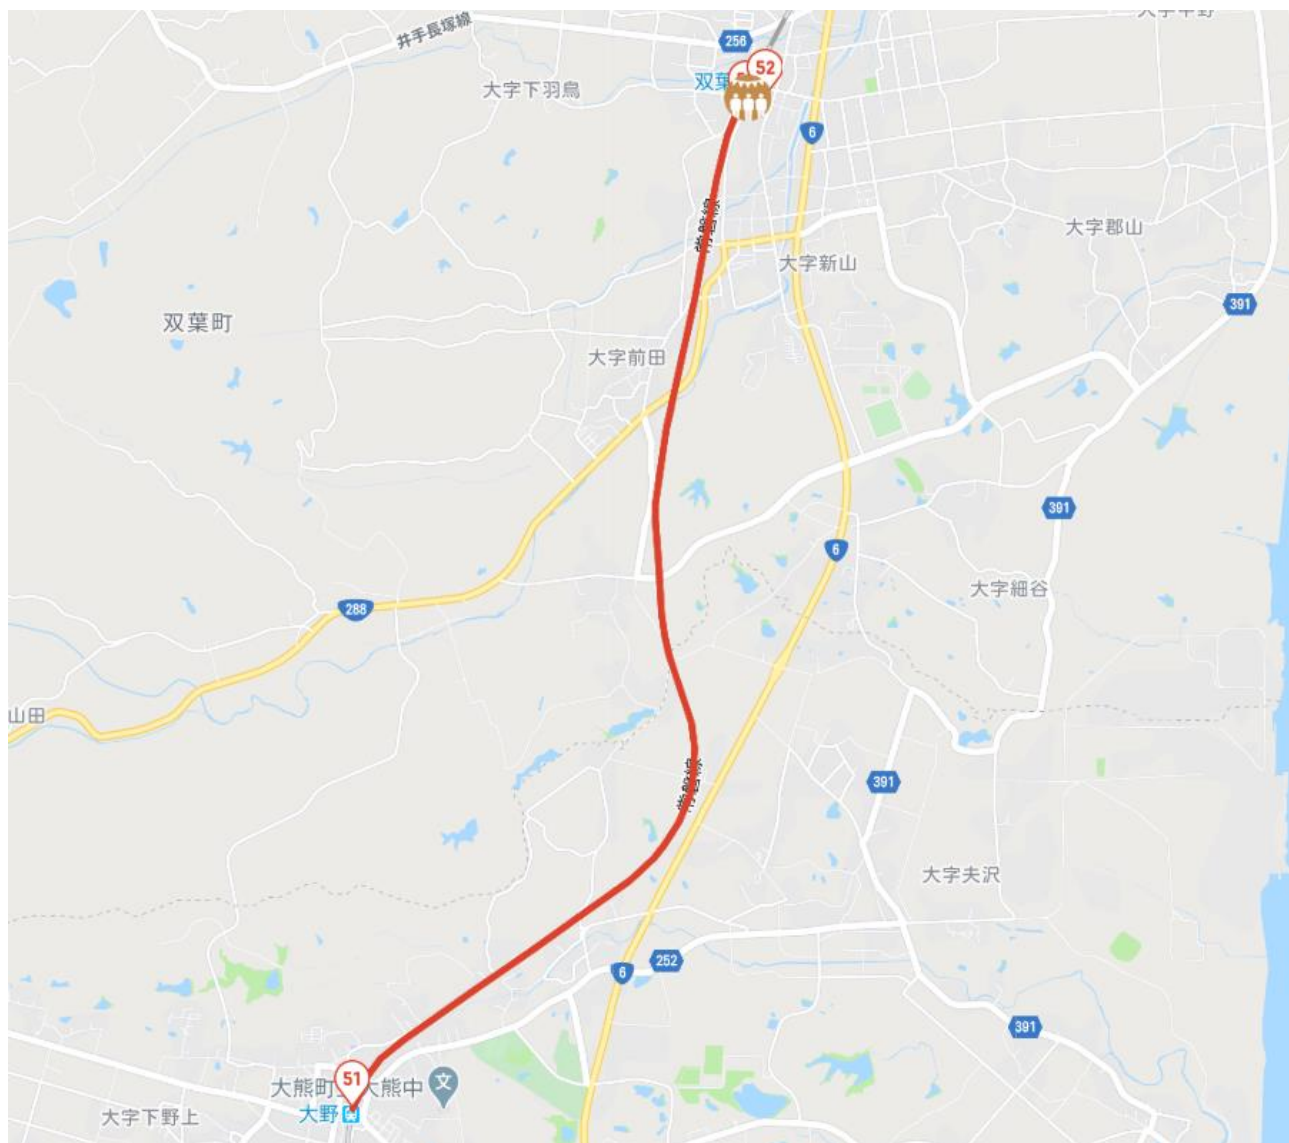 井手長塚線
256
52
双葉
大字下羽鳥
6
常磐線
大字郡山
大字新山
391
双葉町
大字前田
391
6
大字細谷
288
山田
常磐線
391
大字夫沢
252
6
391
51
大熊町立大熊中
文
大野
大字下野上